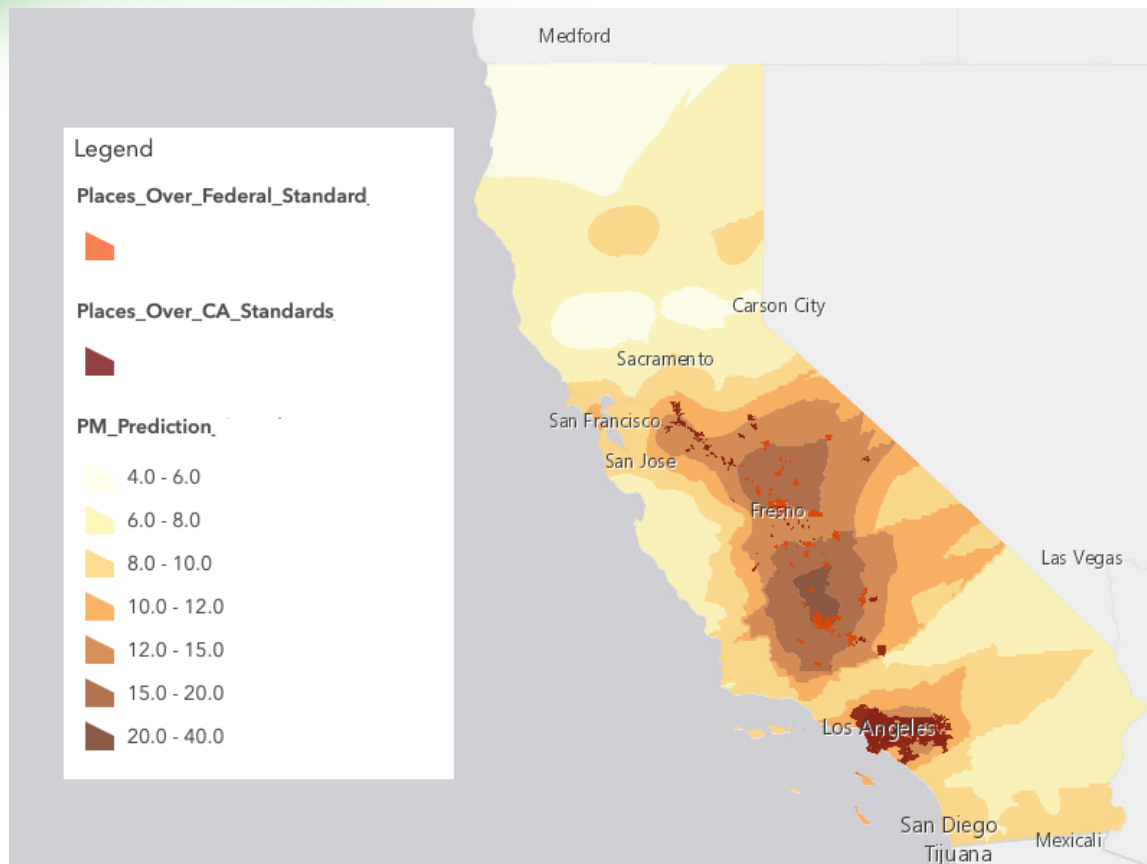 Medford
Legend
Places_Over_Federal_Standard
Places_Over_CA_Standards
Carson City
Sacramento
San Francisco
PM_Prediction_
San Jose
4.0 - 6.0
6.0 - 8.0
Fresno
8.0 - 10.0
Las Vegas
10.0 - 12.0
12.0 - 15.0
15.0 - 20.0
20.0 - 40.0
Los Angeles
San Diego
Mexicali
Tijuana